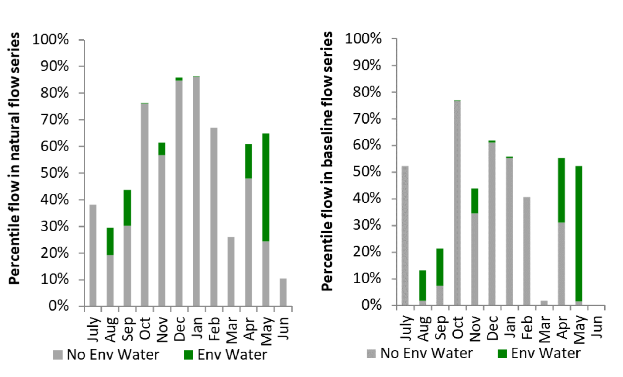 Percentile flow in natural flow series
100%
90%
80%
70%
60%
50%
40%
30%
20%
10%
0%
July
Aug
Sep
Oct
Nov
Dec
Jan
Feb
Mar
Apr
May
Jun
No Env Water
Env Water
Percentile flow in baseline flow series
100%
90%
80%
70%
60%
50%
40%
30%
20%
10%
0%
July
Aug
Sep
Oct
Nov
Dec
Jan
Feb
Mar
Apr
May
Jun
No Env Water
Env Water